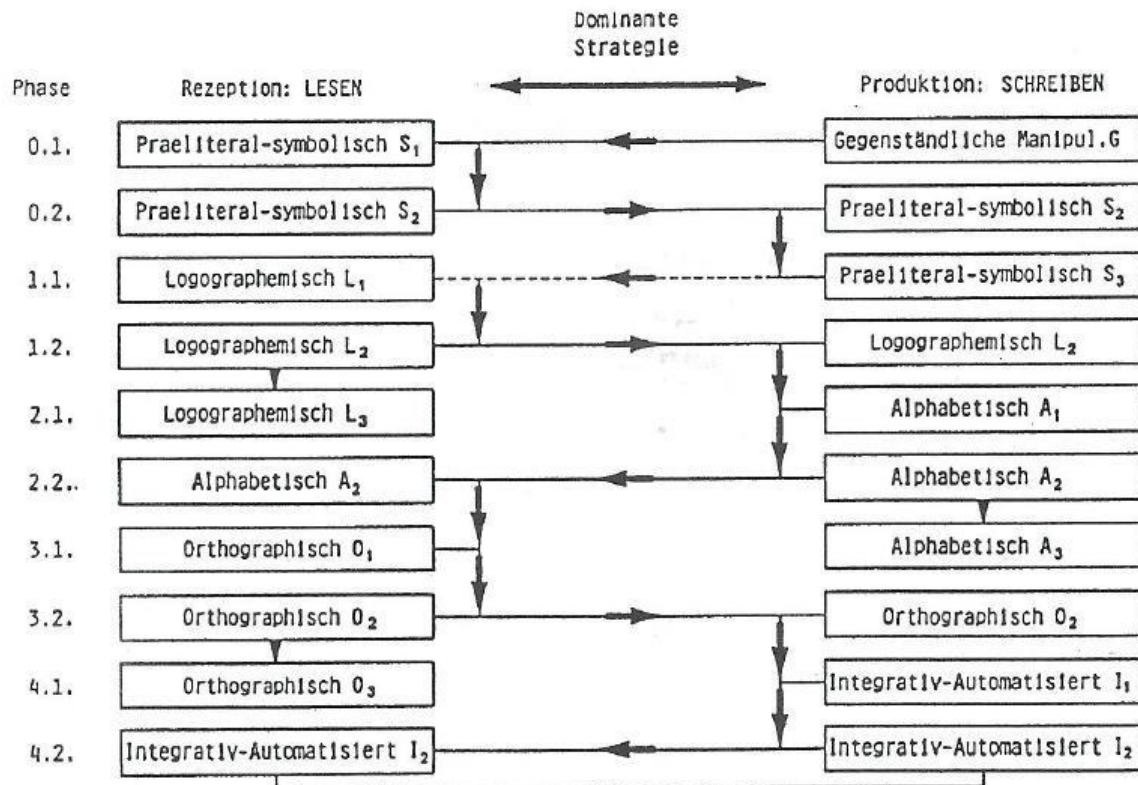 Dominante
Strategie
Phase Rezeption: LESEN Produktion: SCHREIBEN
0.1. Praeliteral-symbolisch S₁ Gegenständliche Manipul.G
0.2. Praeliteral-symbolisch S₂ Praeliteral-symbolisch S₂
1.1. Logographemisch L₁ Praeliteral-symbolisch S₃
1.2. Logographemisch L₂ Logographemisch L₂
2.1. Logographemisch L₃ Alphabetisch A₁
2.2. Alphabetisch A₂ Alphabetisch A₂
3.1. Orthographisch O₁ Alphabetisch A₃
3.2. Orthographisch O₂ Orthographisch O₂
4.1. Orthographisch O₃ Integrativ-Automatisiert I₁
4.2. Integrativ-Automatisiert I₂ Integrativ-Automatisiert I₂